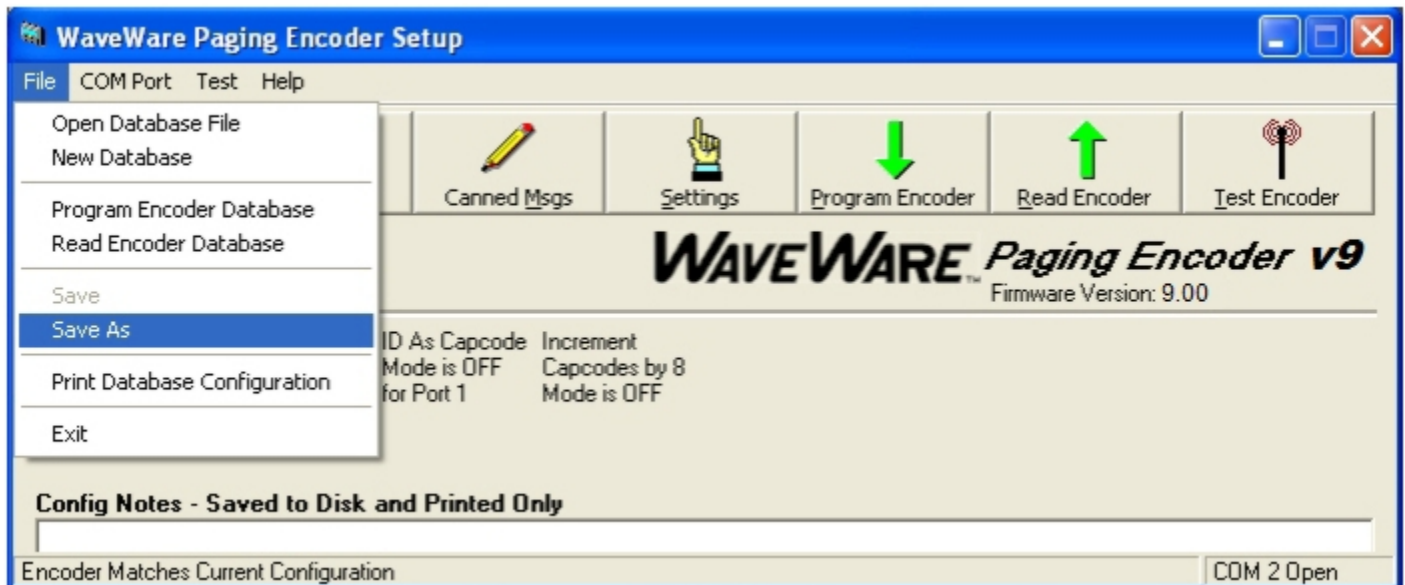 WaveWare Paging Encoder Setup
File COM Port Test Help
Open Database File
New Database
Program Encoder Database
Read Encoder Database
Save
Save As
Print Database Configuration
Exit
Canned Msgs Settings Program Encoder Read Encoder Test Encoder
WAVEWARE™ Paging Encoder v9
Firmware Version: 9.00
ID As Capcode Increment
Mode is OFF Capcodes by 8
for Port 1 Mode is OFF
Config Notes - Saved to Disk and Printed Only
Encoder Matches Current Configuration COM 2 Open